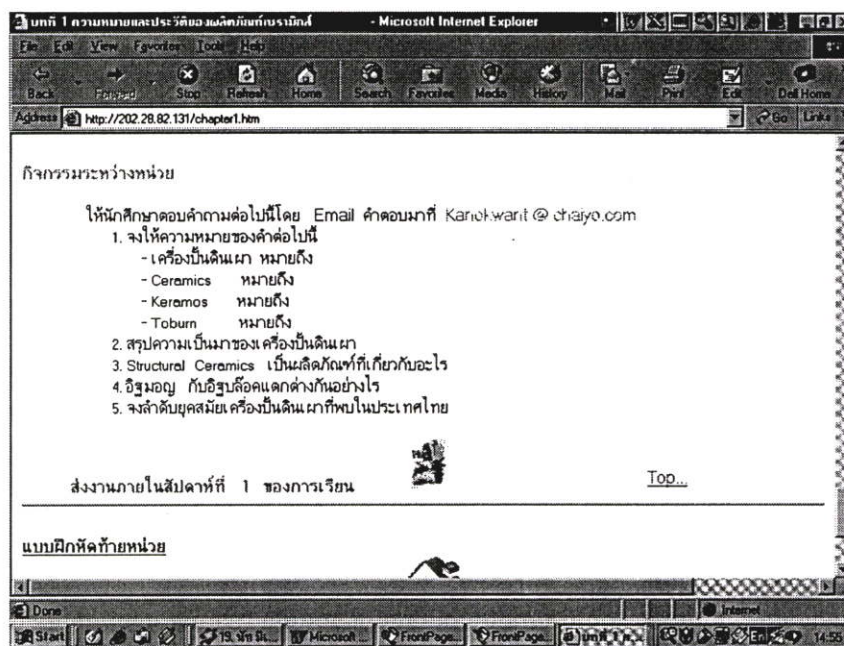 บทที่ 1 ความหมายและประวัติของผลิตภัณฑ์เซรามิกส์ - Microsoft Internet Explorer
File Edit View Favorites Tools Help
Back Forward Stop Refresh Home Search Favorites Media History Mail Print Edit Dell Home
Address http://202.28.82.131/chapter1.htm Go Links
กิจกรรมระหว่างหน่วย
ให้นักศึกษาตอบคำถามต่อไปนี้โดย Email คำตอบมาที่ Kanokwarit @ chaiyo.com
1. จงให้ความหมายของคำต่อไปนี้
- เครื่องปั้นดินเผา หมายถึง
- Ceramics หมายถึง
- Keramos หมายถึง
- Toburn หมายถึง
2. สรุปความเป็นมาของเครื่องปั้นดินเผา
3. Structural Ceramics เป็นผลิตภัณฑ์ที่เกี่ยวกับอะไร
4. อิฐมอญ กับอิฐบล๊อคแตกต่างกันอย่างไร
5. จงลำดับยุคสมัยเครื่องปั้นดินเผาที่พบในประเทศไทย
ส่งงานภายในสัปดาห์ที่ 1 ของการเรียน
Top...
แบบฝึกหัดท้ายหน่วย
Done Internet
Start Microsoft ... FrontPage... FrontPage... 14:55